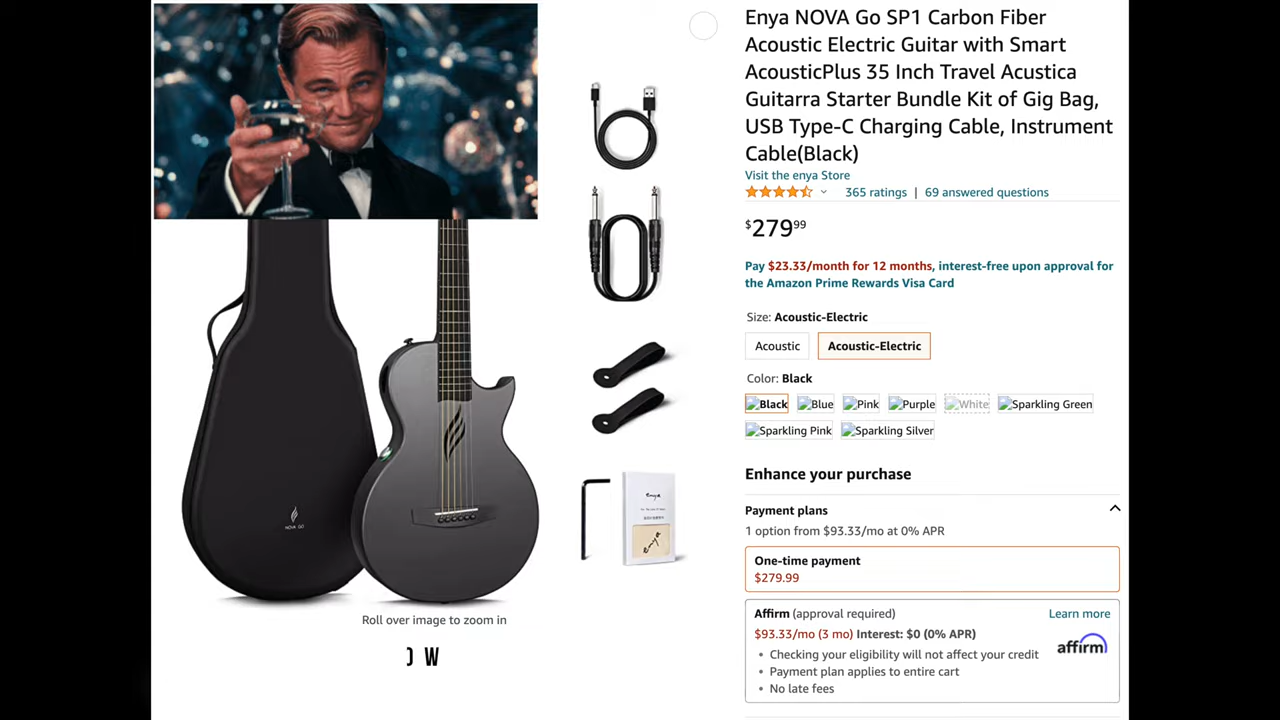 Enya NOVA Go SP1 Carbon Fiber
Acoustic Electric Guitar with Smart
AcousticPlus 35 Inch Travel Acustica
Guitarra Starter Bundle Kit of Gig Bag,
USB Type-C Charging Cable, Instrument
Cable(Black)
Visit the enya Store
365 ratings | 69 answered questions
$279.99
Pay $23.33/month for 12 months, interest-free upon approval for
the Amazon Prime Rewards Visa Card
Size: Acoustic-Electric
Acoustic Acoustic-Electric
Color: Black
Black Blue Pink Purple White Sparkling Green
Sparkling Pink Sparkling Silver
Enhance your purchase
Payment plans
1 option from $93.33/mo at 0% APR
One-time payment
$279.99
Affirm (approval required) Learn more
$93.33/mo (3 mo) Interest: $0 (0% APR)
affirm
• Checking your eligibility will not affect your credit
• Payment plan applies to entire cart
• No late fees
NOVA GO
enya
enya
Roll over image to zoom in
W